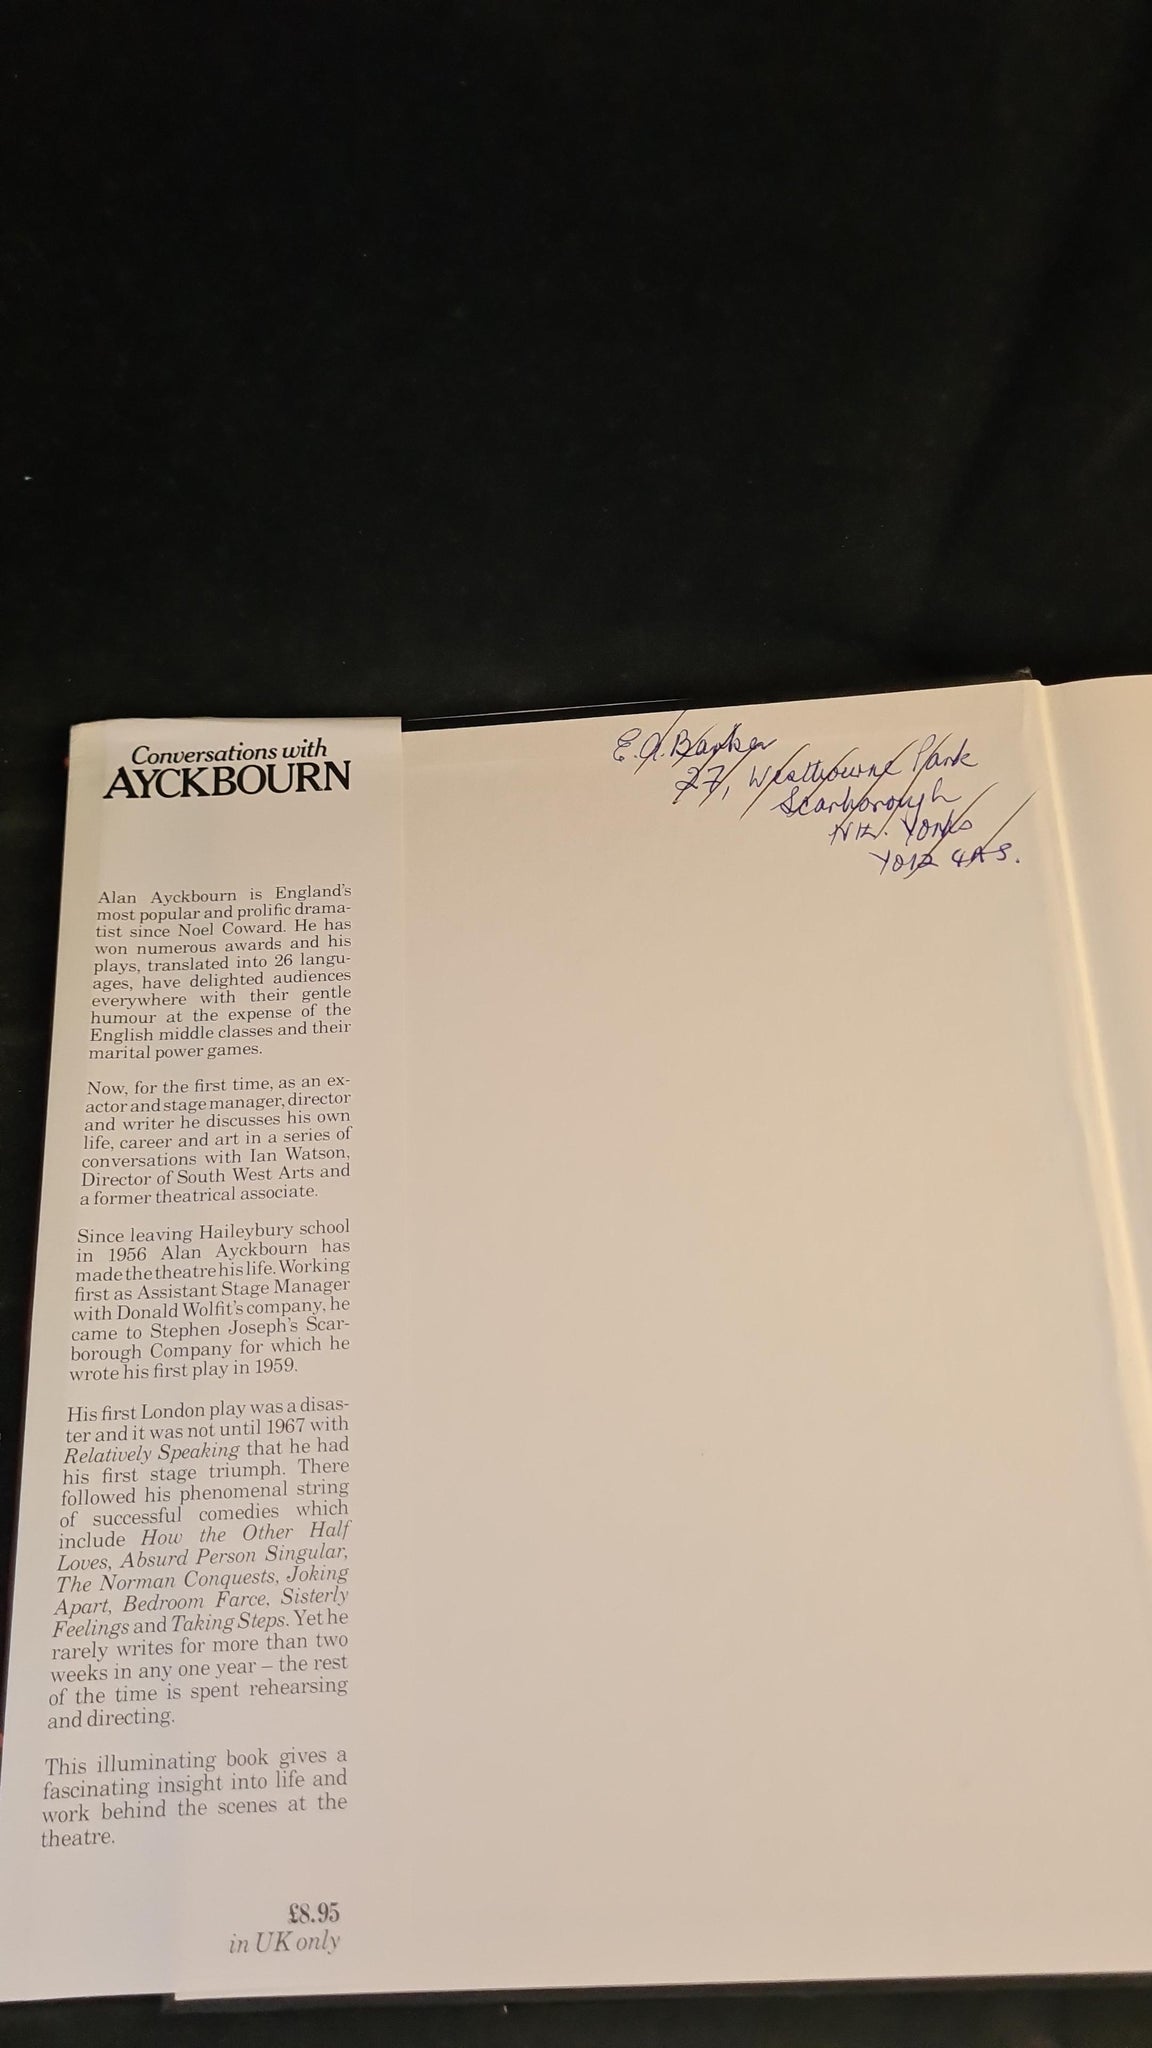 Conversations with
AYCKBOURN
Alan Ayckbourn is England's
most popular and prolific drama-
tist since Noel Coward. He has
won numerous awards and his
plays, translated into 26 langu-
ages, have delighted audiences
everywhere with their gentle
humour at the expense of the
English middle classes and their
marital power games.
Now, for the first time, as an ex-
actor and stage manager, director
and writer he discusses his own
life, career and art in a series of
conversations with Ian Watson,
Director of South West Arts and
a former theatrical associate.
Since leaving Haileybury school
in 1956 Alan Ayckbourn has
made the theatre his life. Working
first as Assistant Stage Manager
with Donald Wolfit's company, he
came to Stephen Joseph's Scar-
borough Company for which he
wrote his first play in 1959.
His first London play was a disas-
ter and it was not until 1967 with
Relatively Speaking that he had
his first stage triumph. There
followed his phenomenal string
of successful comedies which
include How the Other Half
Loves, Absurd Person Singular,
The Norman Conquests, Joking
Apart, Bedroom Farce, Sisterly
Feelings and Taking Steps. Yet he
rarely writes for more than two
weeks in any one year – the rest
of the time is spent rehearsing
and directing.
This illuminating book gives a
fascinating insight into life and
work behind the scenes at the
theatre.
£8.95
in UK only
E. A. Barker
27, Westbourne Park
Scarborough
Yorks
YO12 4AS.